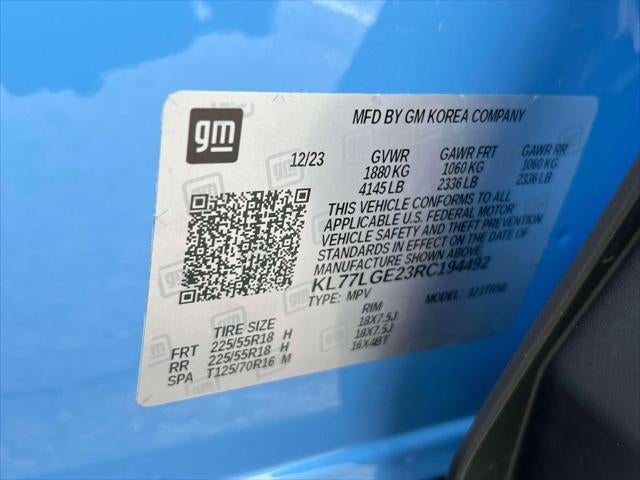 gm
MFD BY GM KOREA COMPANY
12/23 GVWR GAWR FRT GAWR RR
1880 KG 1060 KG 1060 KG
4145 LB 2336 LB 2336 LB
THIS VEHICLE CONFORMS TO ALL
APPLICABLE U.S. FEDERAL MOTOR
VEHICLE SAFETY AND THEFT PREVENTION
STANDARDS IN EFFECT ON THE DATE OF
MANUFACTURE SHOWN ABOVE.
KL77LGE23RC194492
TYPE: MPV MODEL: 321TR58
TIRE SIZE RIM
FRT 225/55R18 H 18X7.5J
RR 225/55R18 H 18X7.5J
SPA T125/70R16 M 16X4BT